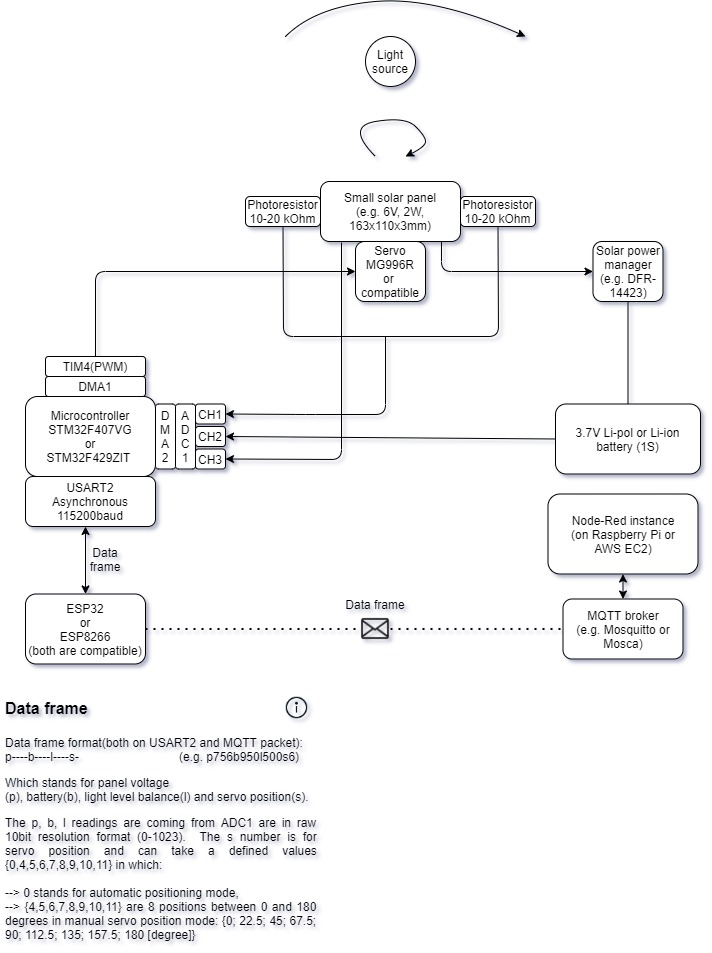 Light
source
Photoresistor
10-20 kOhm
Small solar panel
(e.g. 6V, 2W,
163x110x3mm)
Photoresistor
10-20 kOhm
Servo
MG996R
or
compatible
Solar power
manager
(e.g. DFR-
14423)
TIM4(PWM)
DMA1
Microcontroller
STM32F407VG
or
STM32F429ZIT
D
M
A
2
A
D
C
1
CH1
CH2
CH3
3.7V Li-pol or Li-ion
battery (1S)
USART2
Asynchronous
115200baud
Node-Red instance
(on Raspberry Pi or
AWS EC2)
Data
frame
ESP32
or
ESP8266
(both are compatible)
Data frame
MQTT broker
(e.g. Mosquitto or
Mosca)
Data frame
Data frame format(both on USART2 and MQTT packet):
p----b----l----s- (e.g. p756b950l500s6)
Which stands for panel voltage
(p), battery(b), light level balance(l) and servo position(s).
The p, b, l readings are coming from ADC1 are in raw
10bit resolution format (0-1023). The s number is for
servo position and can take a defined values
{0,4,5,6,7,8,9,10,11} in which:
--> 0 stands for automatic positioning mode,
--> {4,5,6,7,8,9,10,11} are 8 positions between 0 and 180
degrees in manual servo position mode: {0; 22.5; 45; 67.5;
90; 112.5; 135; 157.5; 180 [degree]}